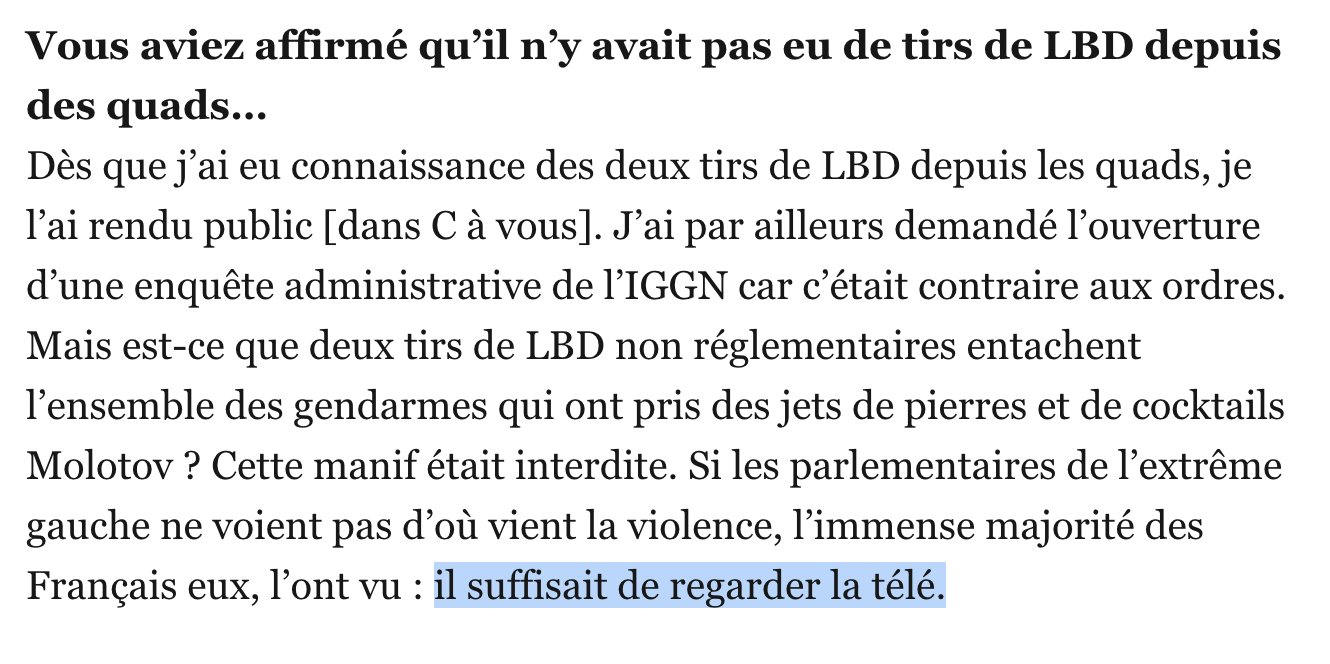 Vous aviez affirmé qu’il n’y avait pas eu de tirs de LBD depuis
des quads…
Dès que j’ai eu connaissance des deux tirs de LBD depuis les quads, je
l’ai rendu public [dans C à vous]. J’ai par ailleurs demandé l’ouverture
d’une enquête administrative de l’IGGN car c’était contraire aux ordres.
Mais est-ce que deux tirs de LBD non réglementaires entachent
l’ensemble des gendarmes qui ont pris des jets de pierres et de cocktails
Molotov ? Cette manif était interdite. Si les parlementaires de l’extrême
gauche ne voient pas d’où vient la violence, l’immense majorité des
Français eux, l’ont vu : il suffisait de regarder la télé.